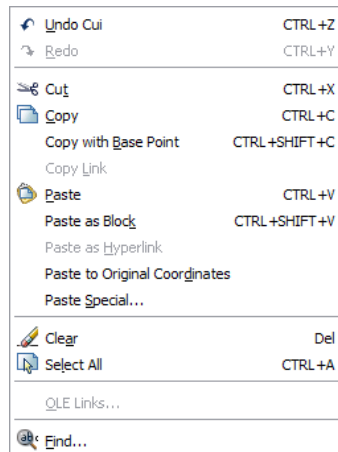 Undo Cui CTRL+Z
Redo CTRL+Y
Cut CTRL+X
Copy CTRL+C
Copy with Base Point CTRL+SHIFT+C
Copy Link
Paste CTRL+V
Paste as Block CTRL+SHIFT+V
Paste as Hyperlink
Paste to Original Coordinates
Paste Special...
Clear Del
Select All CTRL+A
OLE Links...
Find...